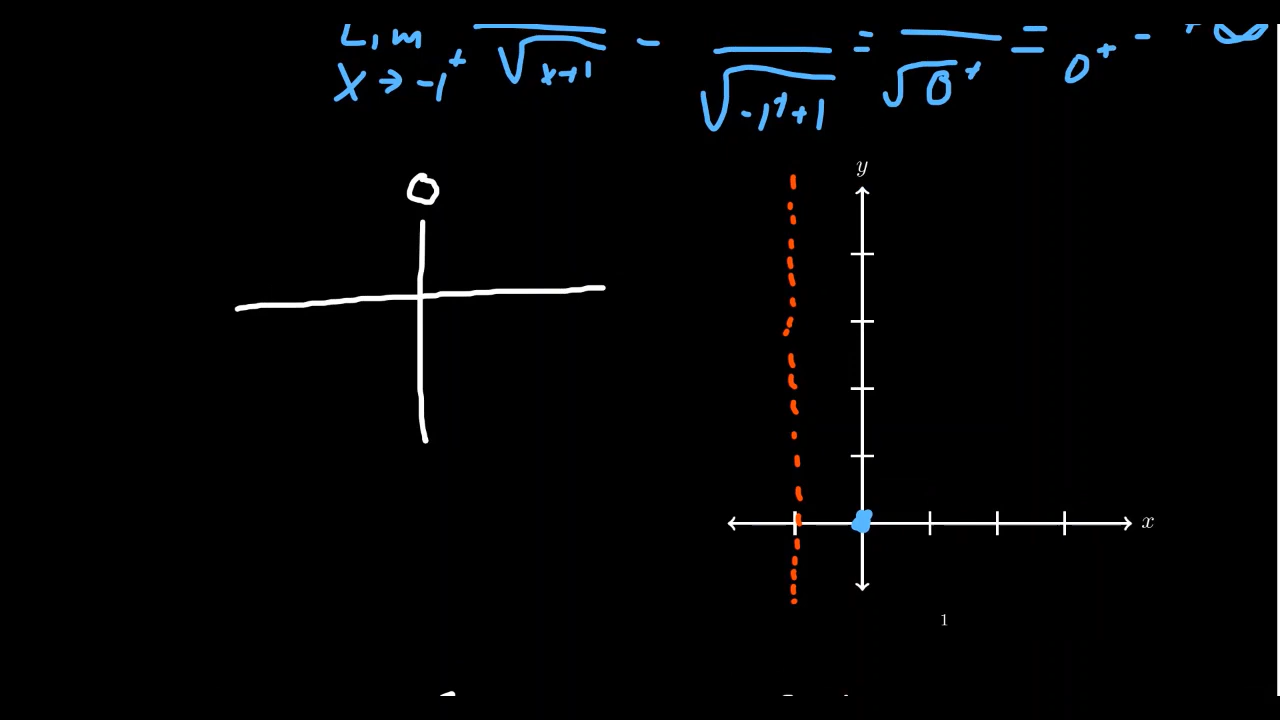 Lim √x+1 = √-1⁺+1 = √0⁺ = 0⁺ = +∞
x → -1⁺
y
x
1